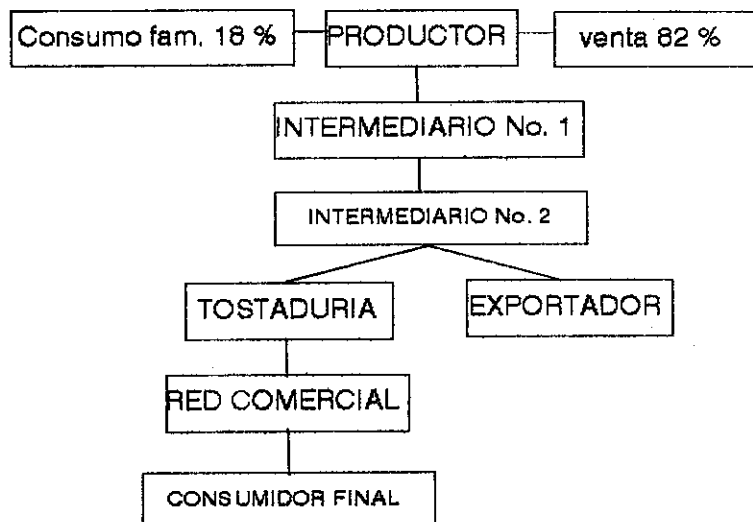 Consumo fam. 18 %
PRODUCTOR
venta 82 %
INTERMEDIARIO No. 1
INTERMEDIARIO No. 2
TOSTADURIA
EXPORTADOR
RED COMERCIAL
CONSUMIDOR FINAL